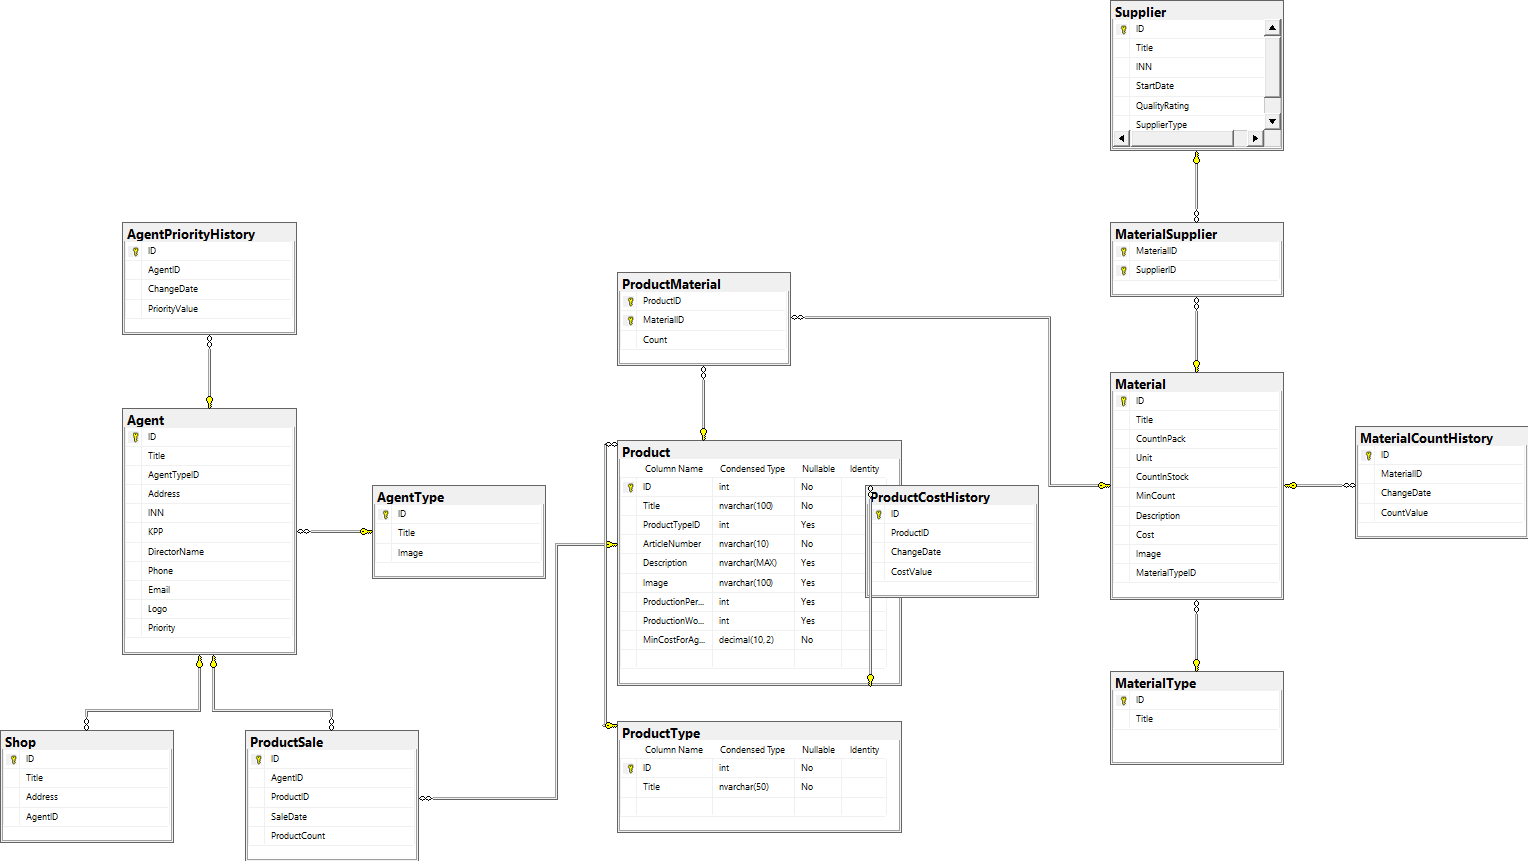 Supplier
ID
Title
INN
StartDate
QualityRating
SupplierType
AgentPriorityHistory
ID
AgentID
ChangeDate
PriorityValue
MaterialSupplier
MaterialID
SupplierID
ProductMaterial
ProductID
MaterialID
Count
Material
ID
Title
CountInPack
Unit
CountInStock
MinCount
Description
Cost
Image
MaterialTypeID
Agent
ID
Title
AgentTypeID
Address
INN
KPP
DirectorName
Phone
Email
Logo
Priority
MaterialCountHistory
ID
MaterialID
ChangeDate
CountValue
Product
Column Name Condensed Type Nullable Identity
ID int No
Title nvarchar(100) No
ProductTypeID int Yes
ArticleNumber nvarchar(10) No
Description nvarchar(MAX) Yes
Image nvarchar(100) Yes
ProductionPer... int Yes
ProductionWo... int Yes
MinCostForAg... decimal(10, 2) No
AgentType
ID
Title
Image
ProductCostHistory
ID
ProductID
ChangeDate
CostValue
MaterialType
ID
Title
ProductType
Column Name Condensed Type Nullable Identity
ID int No
Title nvarchar(50) No
Shop
ID
Title
Address
AgentID
ProductSale
ID
AgentID
ProductID
SaleDate
ProductCount